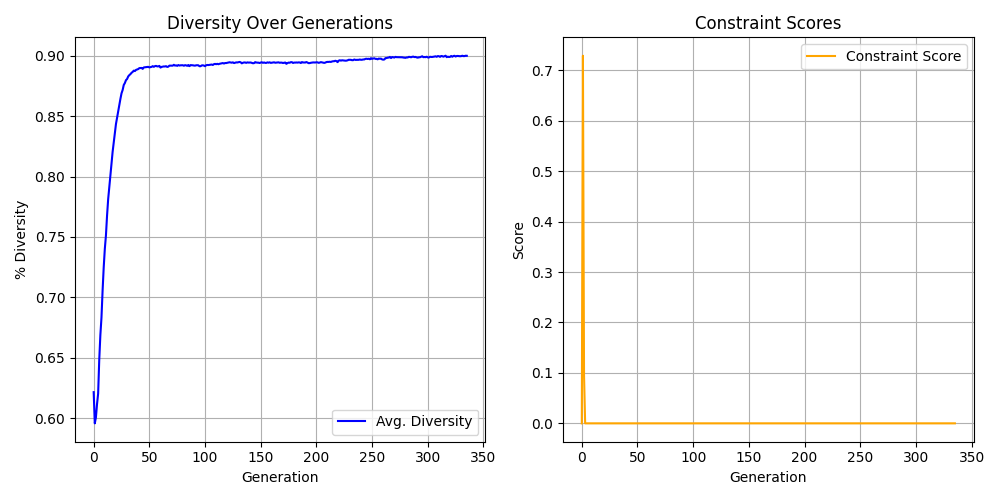 Diversity Over Generations
% Diversity
0.90
0.85
0.80
0.75
0.70
0.65
0.60
Avg. Diversity
0 50 100 150 200 250 300 350
Generation
Constraint Scores
Score
0.7
0.6
0.5
0.4
0.3
0.2
0.1
0.0
Constraint Score
0 50 100 150 200 250 300 350
Generation